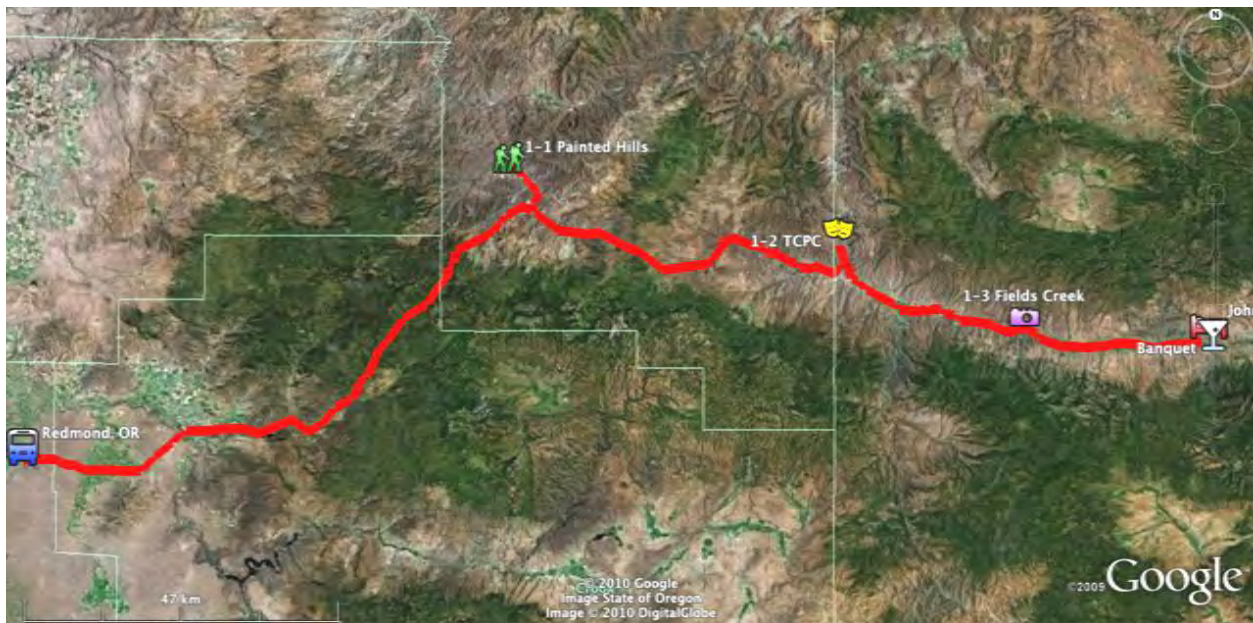 N
1-1 Painted Hills
1-2 TCPC
1-3 Fields Creek
John
Banquet
Redmond, OR
47 km
© 2010 Google
Image State of Oregon
Image © 2010 DigitalGlobe
©2009 Google